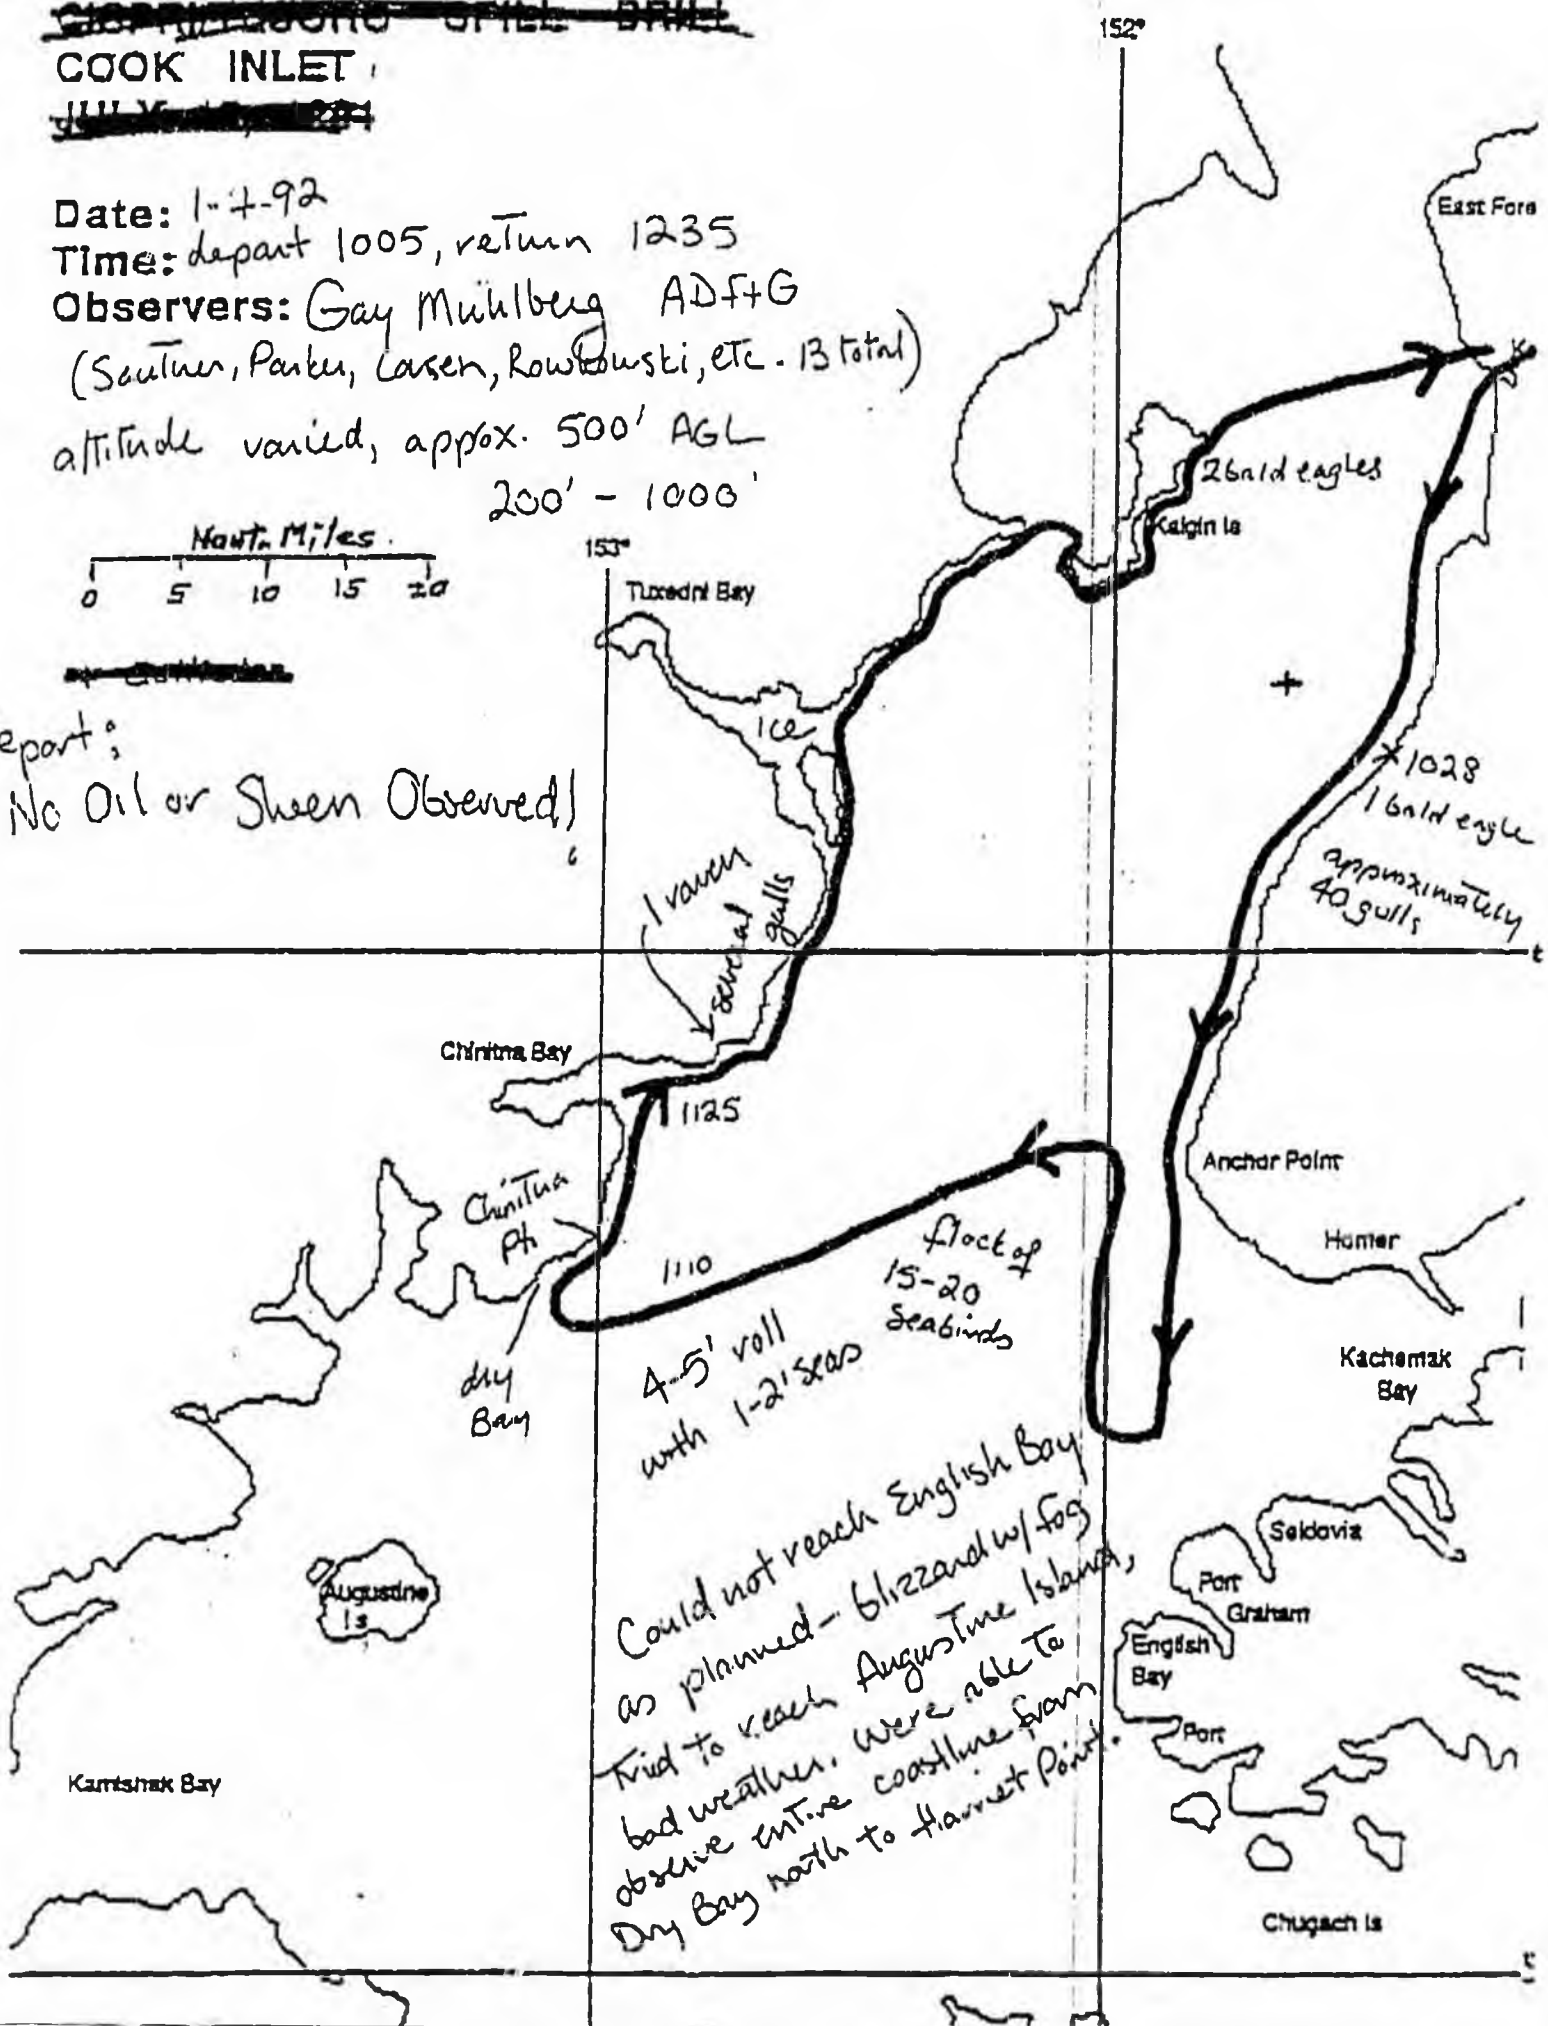 SPILL DRILL
COOK INLET
Date: 1-7-92
Time: depart 1005, return 1235
Observers: Gay Muhlberg ADF+G
(Sautner, Parker, Larsen, Rowkowski, etc. 13 total)
altitude varied, approx. 500' AGL
200' - 1000'
Naut. Miles.
0 5 10 15 20
eport:
No Oil or Sheen Observed!
152°
East Fore
2 bald eagles
Kalgin Is
153°
Tuxedni Bay
Ice
1028
1 bald eagle
approximately
40 gulls
1 raven
several
gulls
Chinitna Bay
1125
Anchor Point
Chinitna
Pt.
Homer
1110
flock of
15-20
Seabirds
4-5' roll
with 1-2' seas
dry
Bay
Kachemak
Bay
Could not reach English Bay
as planned - blizzard w/ fog
Tried to reach Augustine Island,
bad weather. Were able to
observe entire coastline from
Dry Bay north to Harriet Point.
Seldovia
Port
Graham
English
Bay
Port
Augustine
Is
Kamishak Bay
Chugach Is